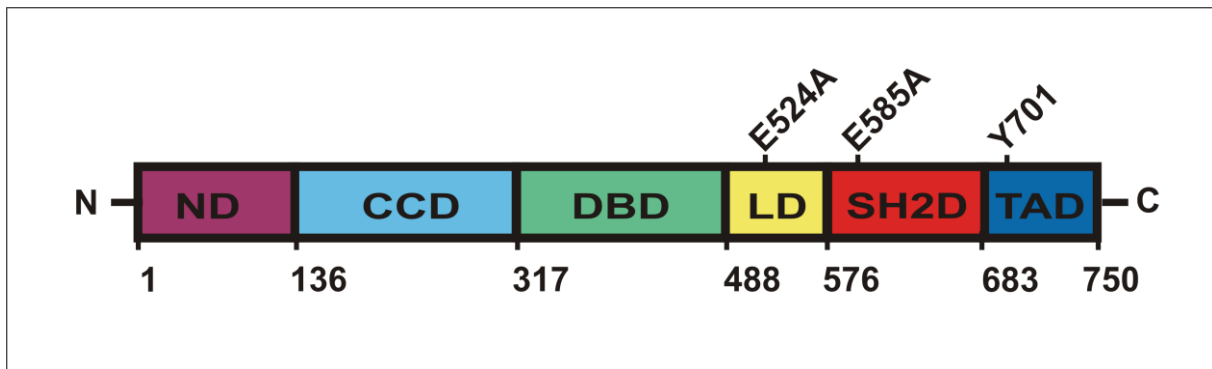 E524A E585A Y701
N ND CCD DBD LD SH2D TAD C
1 136 317 488 576 683 750